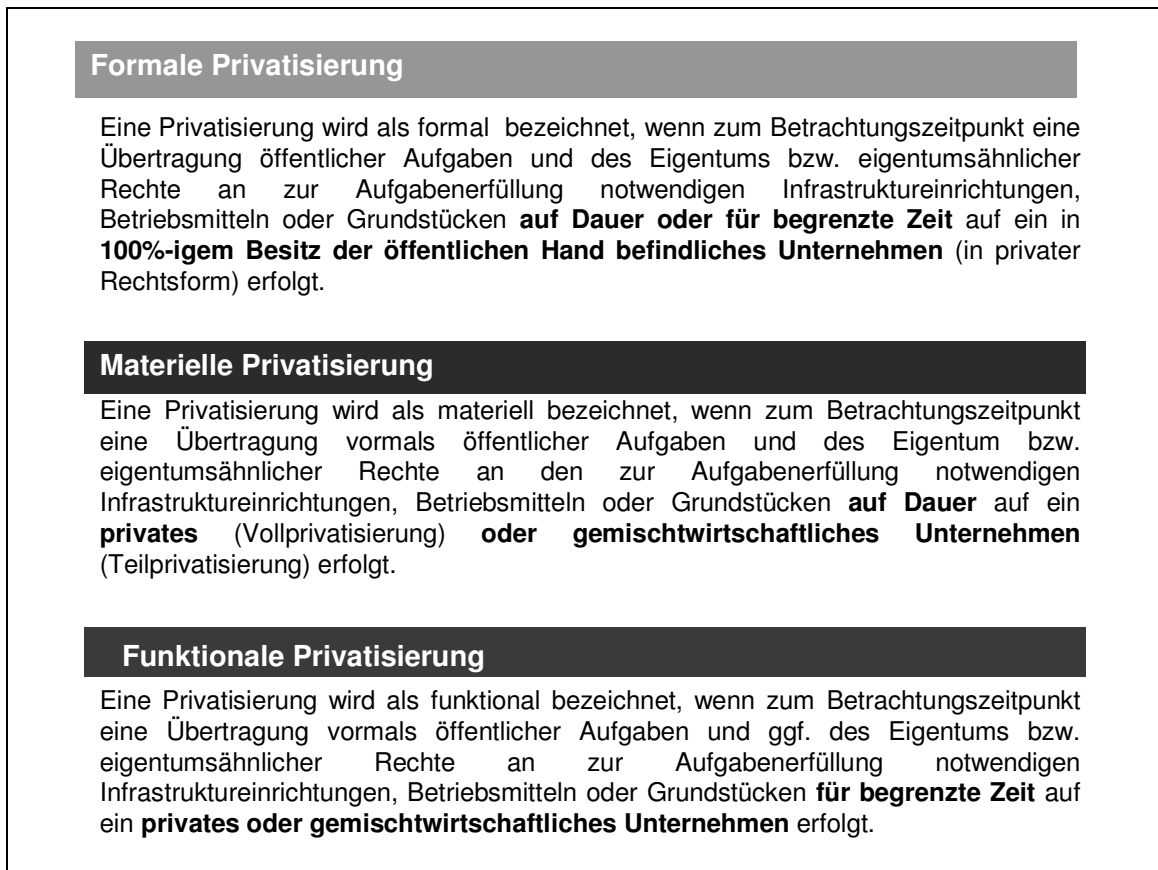 Formale Privatisierung
Eine Privatisierung wird als formal bezeichnet, wenn zum Betrachtungszeitpunkt eine
Übertragung öffentlicher Aufgaben und des Eigentums bzw. eigentumsähnlicher
Rechte an zur Aufgabenerfüllung notwendigen Infrastruktureinrichtungen,
Betriebsmitteln oder Grundstücken auf Dauer oder für begrenzte Zeit auf ein in
100%-igem Besitz der öffentlichen Hand befindliches Unternehmen (in privater
Rechtsform) erfolgt.
Materielle Privatisierung
Eine Privatisierung wird als materiell bezeichnet, wenn zum Betrachtungszeitpunkt
eine Übertragung vormals öffentlicher Aufgaben und des Eigentum bzw.
eigentumsähnlicher Rechte an den zur Aufgabenerfüllung notwendigen
Infrastruktureinrichtungen, Betriebsmitteln oder Grundstücken auf Dauer auf ein
privates (Vollprivatisierung) oder gemischtwirtschaftliches Unternehmen
(Teilprivatisierung) erfolgt.
Funktionale Privatisierung
Eine Privatisierung wird als funktional bezeichnet, wenn zum Betrachtungszeitpunkt
eine Übertragung vormals öffentlicher Aufgaben und ggf. des Eigentums bzw.
eigentumsähnlicher Rechte an zur Aufgabenerfüllung notwendigen
Infrastruktureinrichtungen, Betriebsmitteln oder Grundstücken für begrenzte Zeit auf
ein privates oder gemischtwirtschaftliches Unternehmen erfolgt.